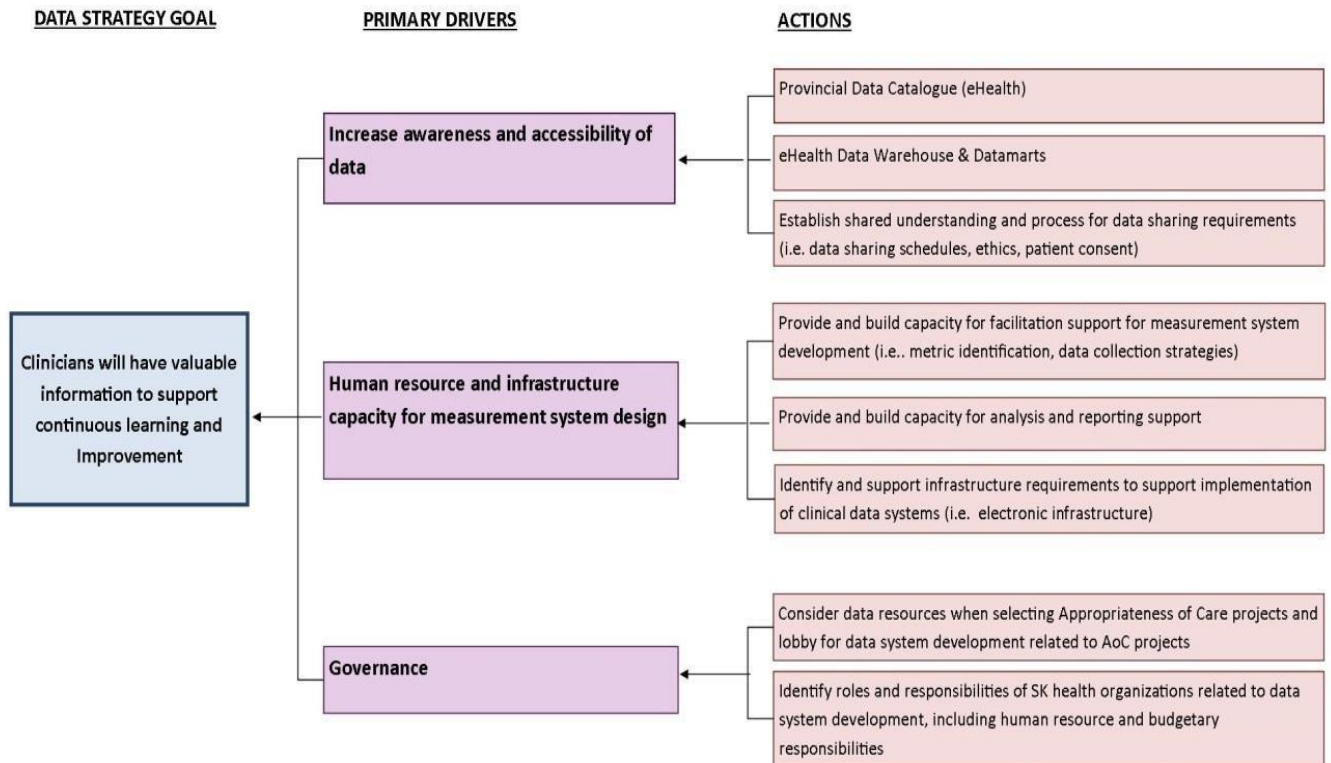 DATA STRATEGY GOAL
PRIMARY DRIVERS
ACTIONS
Clinicians will have valuable
information to support
continuous learning and
Improvement
Increase awareness and accessibility of
data
Provincial Data Catalogue (eHealth)
eHealth Data Warehouse & Datamarts
Establish shared understanding and process for data sharing requirements
(i.e. data sharing schedules, ethics, patient consent)
Human resource and infrastructure
capacity for measurement system design
Provide and build capacity for facilitation support for measurement system
development (i.e.. metric identification, data collection strategies)
Provide and build capacity for analysis and reporting support
Identify and support infrastructure requirements to support implementation
of clinical data systems (i.e. electronic infrastructure)
Governance
Consider data resources when selecting Appropriateness of Care projects and
lobby for data system development related to AoC projects
Identify roles and responsibilities of SK health organizations related to data
system development, including human resource and budgetary
responsibilities